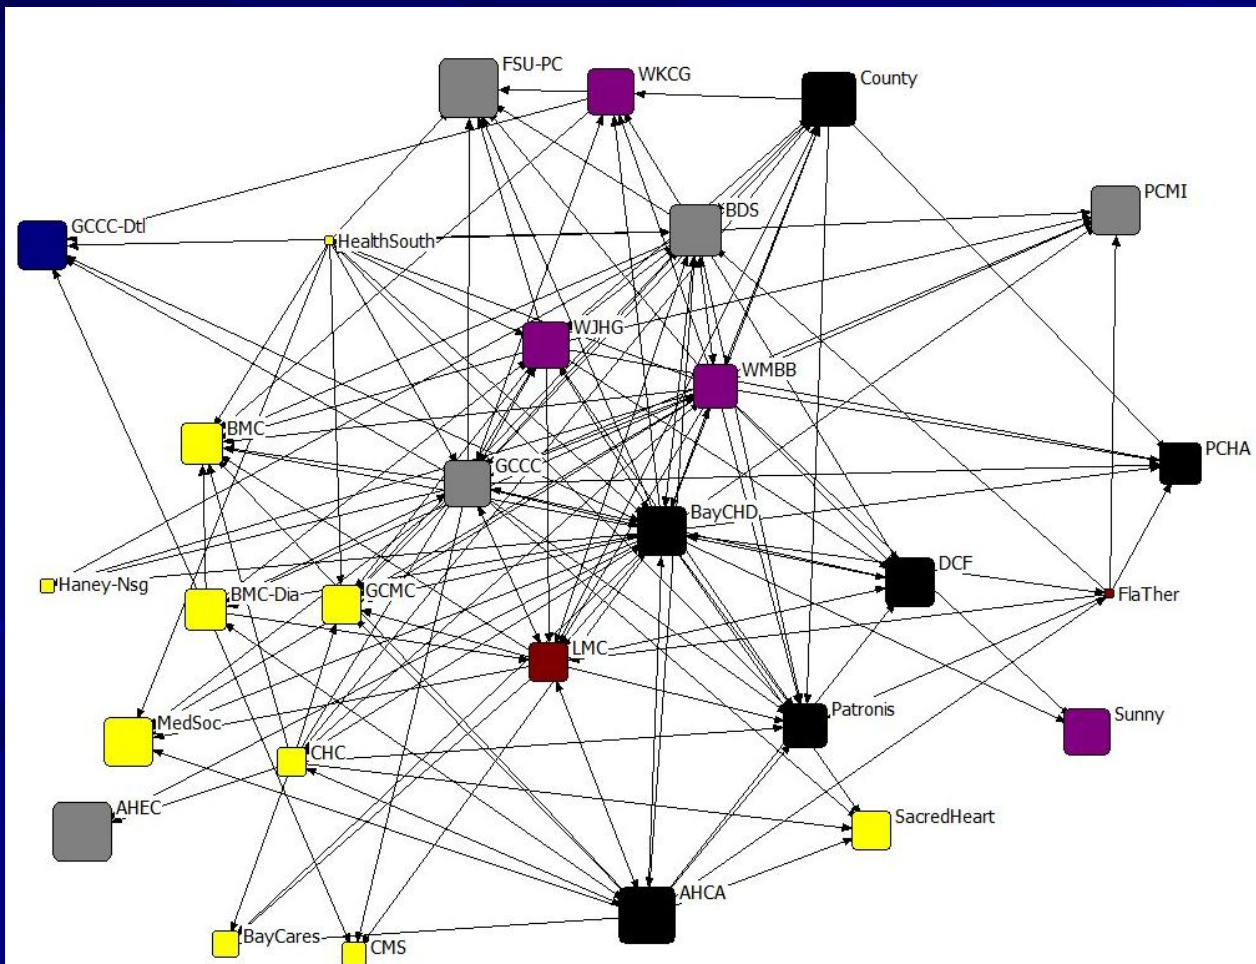 FSU-PC
WKCG
County
PCMI
BDS
GCCC-Dtl
HealthSouth
WJHG
WMBB
BMC
PCHA
GCCC
BayCHD
DCF
Haney-Nsg
BMC-Dia
GCMC
FlaTher
LMC
Patronis
Sunny
MedSoc
CHC
AHEC
SacredHeart
AHCA
BayCares
CMS